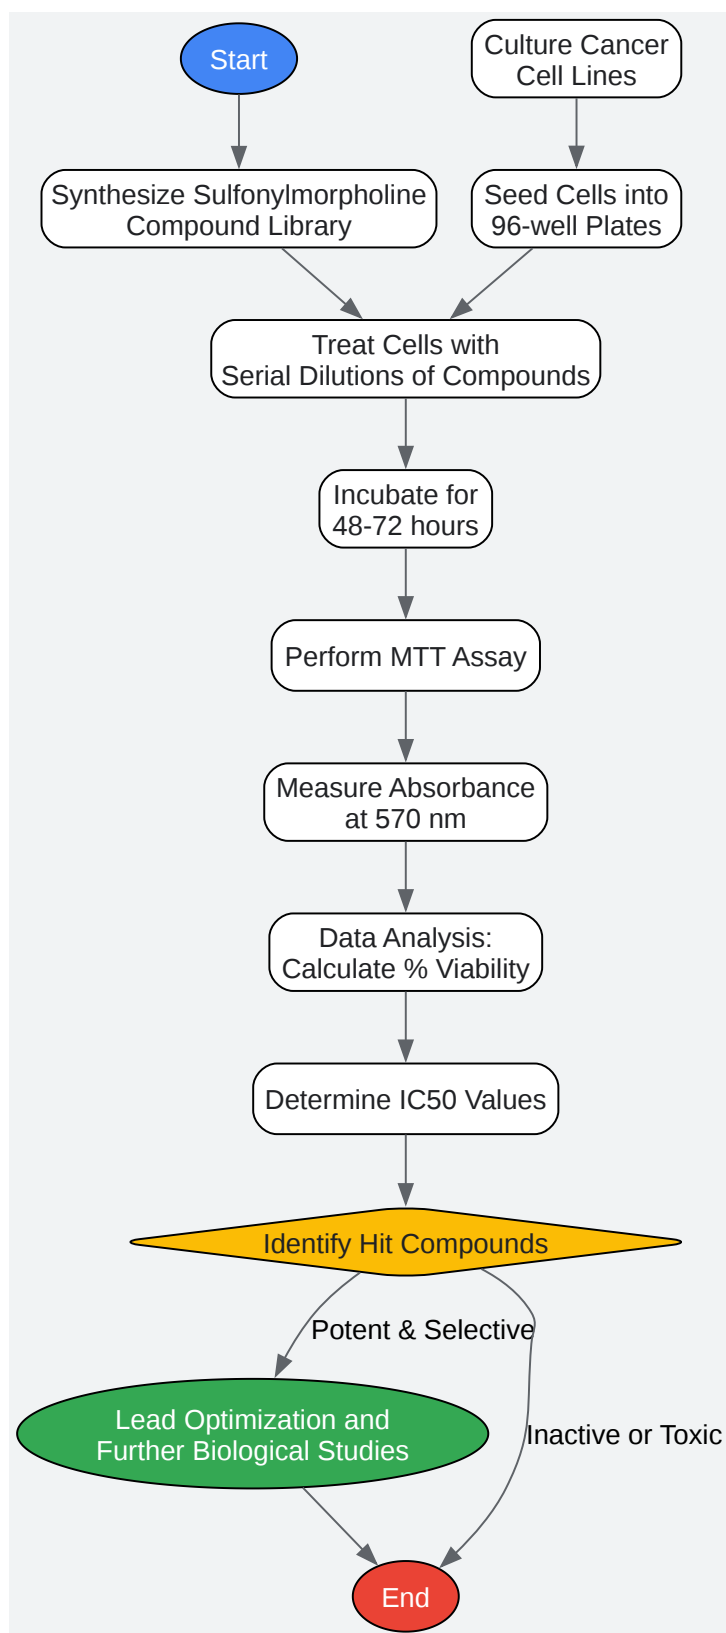 Start
Culture Cancer
Cell Lines
Synthesize Sulfonylmorpholine
Compound Library
Seed Cells into
96-well Plates
Treat Cells with
Serial Dilutions of Compounds
Incubate for
48-72 hours
Perform MTT Assay
Measure Absorbance
at 570 nm
Data Analysis:
Calculate % Viability
Determine IC50 Values
Identify Hit Compounds
Potent & Selective
Lead Optimization and
Further Biological Studies
Inactive or Toxic
End